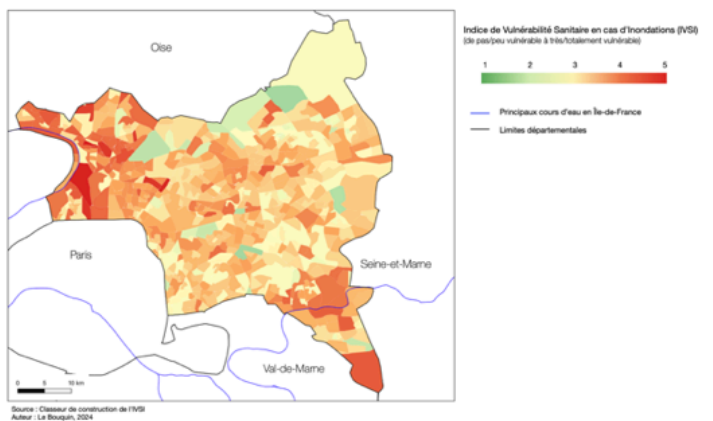 Oise
Indice de Vulnérabilité Sanitaire en cas d'Inondations (IVSI)
(de pas/peu vulnérable à très/totalement vulnérable)
1 2 3 4 5
Principaux cours d'eau en Île-de-France
Limites départementales
Paris
Seine-et-Marne
Val-de-Marne
0 5 10 km
Source : Classeur de construction de l'IVSI
Auteur : Le Bouquin, 2024